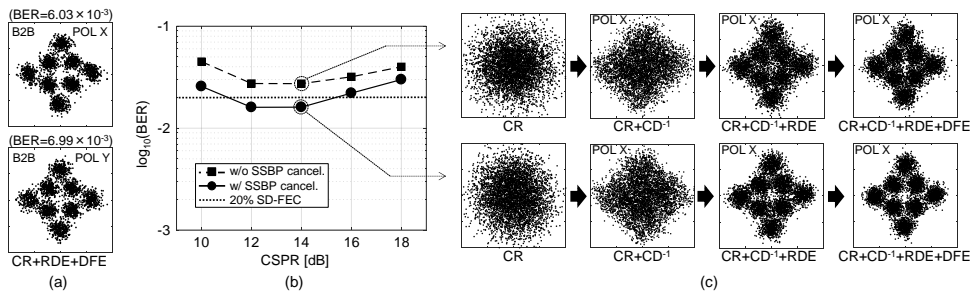 (BER=6.03×10⁻³)
B2B POL X
(BER=6.99×10⁻³)
B2B POL Y
CR+RDE+DFE
(a)
log₁₀(BER)
-1
-2
-3
w/o SSBP cancel.
w/ SSBP cancel.
20% SD-FEC
10 12 14 16 18
CSPR [dB]
(b)
POL X POL X POL X
CR CR+CD⁻¹ CR+CD⁻¹+RDE CR+CD⁻¹+RDE+DFE
POL X POL X POL X
CR CR+CD⁻¹ CR+CD⁻¹+RDE CR+CD⁻¹+RDE+DFE
(c)